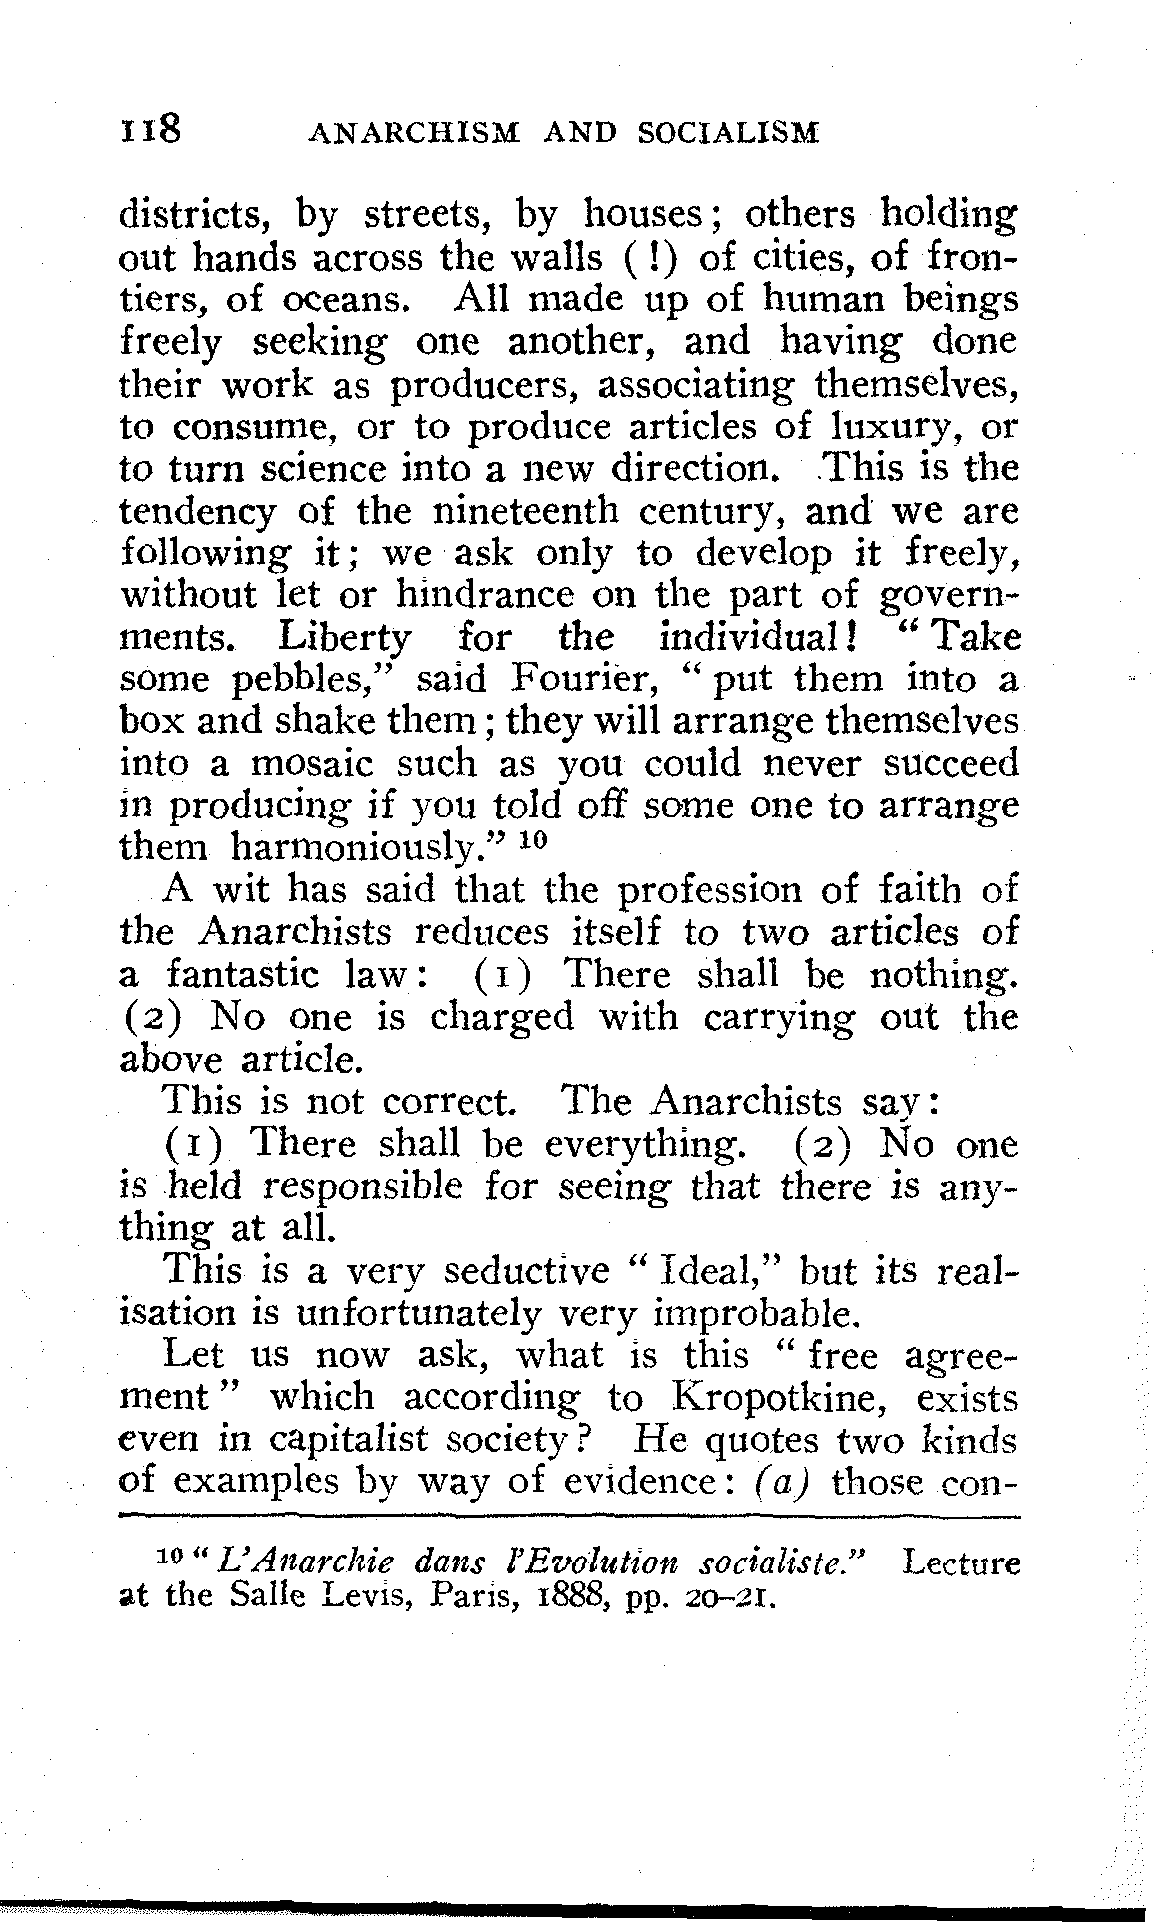 118 ANARCHISM AND SOCIALISM
districts, by streets, by houses; others holding
out hands across the walls (!) of cities, of fron-
tiers, of oceans. All made up of human beings
freely seeking one another, and having done
their work as producers, associating themselves,
to consume, or to produce articles of luxury, or
to turn science into a new direction. This is the
tendency of the nineteenth century, and we are
following it; we ask only to develop it freely,
without let or hindrance on the part of govern-
ments. Liberty for the individual! “Take
some pebbles,” said Fourier, “put them into a
box and shake them; they will arrange themselves
into a mosaic such as you could never succeed
in producing if you told off some one to arrange
them harmoniously.” 10
A wit has said that the profession of faith of
the Anarchists reduces itself to two articles of
a fantastic law: (1) There shall be nothing.
(2) No one is charged with carrying out the
above article.
This is not correct. The Anarchists say:
(1) There shall be everything. (2) No one
is held responsible for seeing that there is any-
thing at all.
This is a very seductive “Ideal,” but its real-
isation is unfortunately very improbable.
Let us now ask, what is this “free agree-
ment” which according to Kropotkine, exists
even in capitalist society? He quotes two kinds
of examples by way of evidence: (a) those con-
10 “L’Anarchie dans l’Evolution socialiste.” Lecture
at the Salle Levis, Paris, 1888, pp. 20–21.